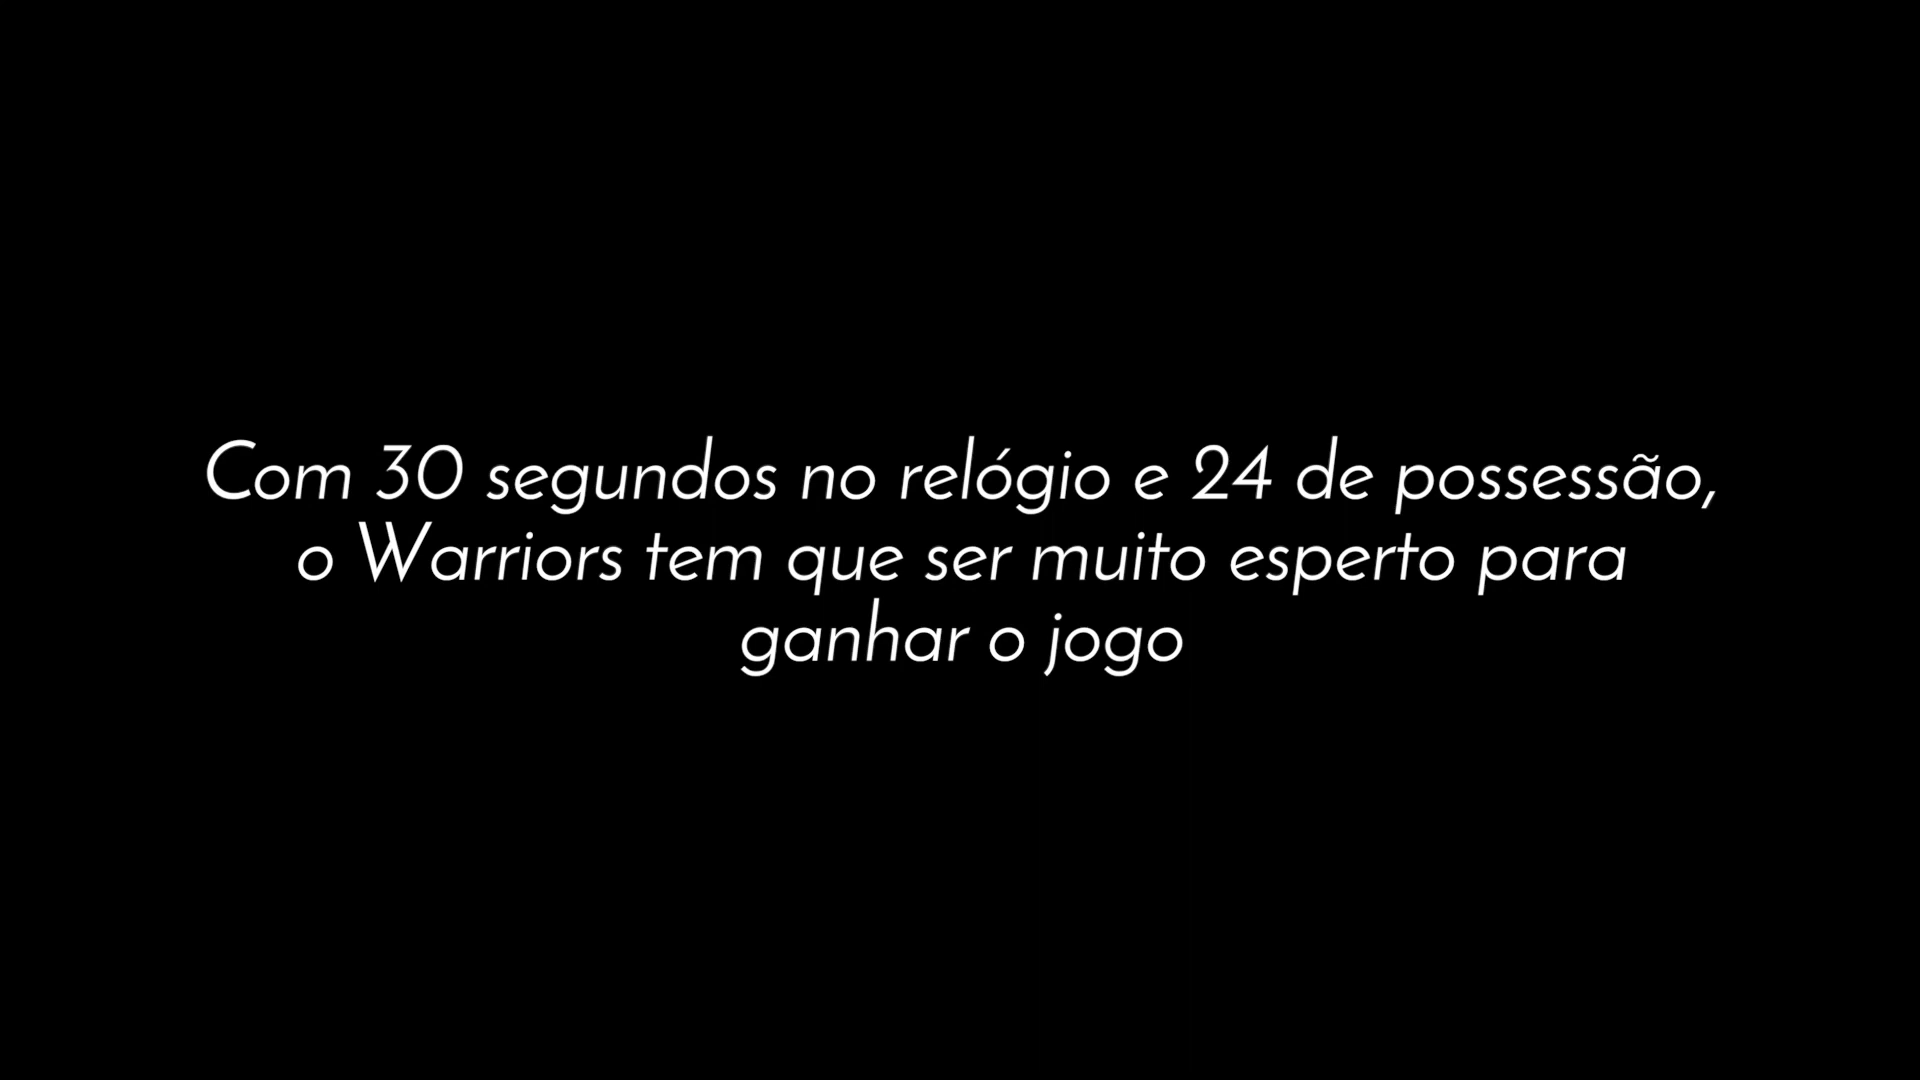 Com 30 segundos no relógio e 24 de possessão,
o Warriors tem que ser muito esperto para
ganhar o jogo